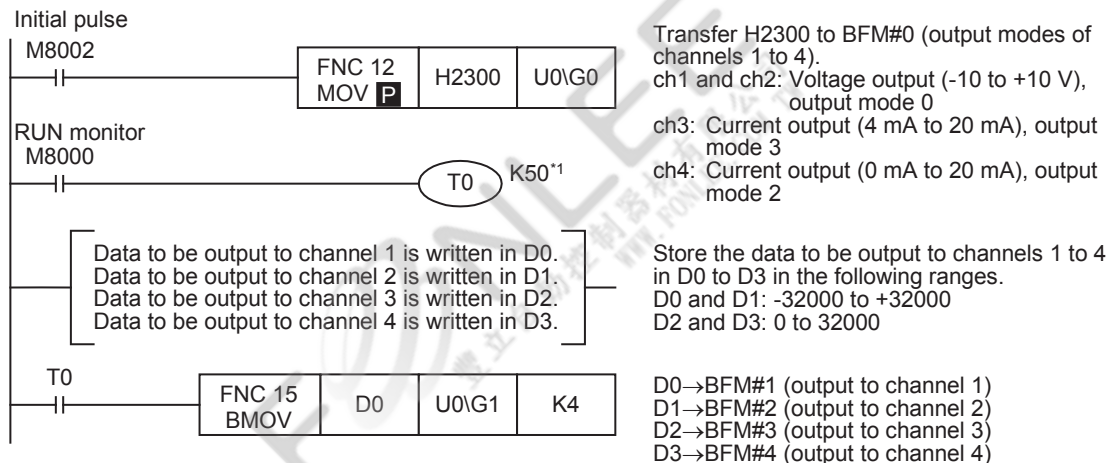 Initial pulse
M8002
FNC 12
MOV P
H2300
U0\G0
Transfer H2300 to BFM#0 (output modes of
channels 1 to 4).
ch1 and ch2: Voltage output (-10 to +10 V),
output mode 0
ch3: Current output (4 mA to 20 mA), output
mode 3
ch4: Current output (0 mA to 20 mA), output
mode 2
RUN monitor
M8000
T0
K50*1
Data to be output to channel 1 is written in D0.
Data to be output to channel 2 is written in D1.
Data to be output to channel 3 is written in D2.
Data to be output to channel 4 is written in D3.
Store the data to be output to channels 1 to 4
in D0 to D3 in the following ranges.
D0 and D1: -32000 to +32000
D2 and D3: 0 to 32000
T0
FNC 15
BMOV
D0
U0\G1
K4
D0→BFM#1 (output to channel 1)
D1→BFM#2 (output to channel 2)
D2→BFM#3 (output to channel 3)
D3→BFM#4 (output to channel 4)